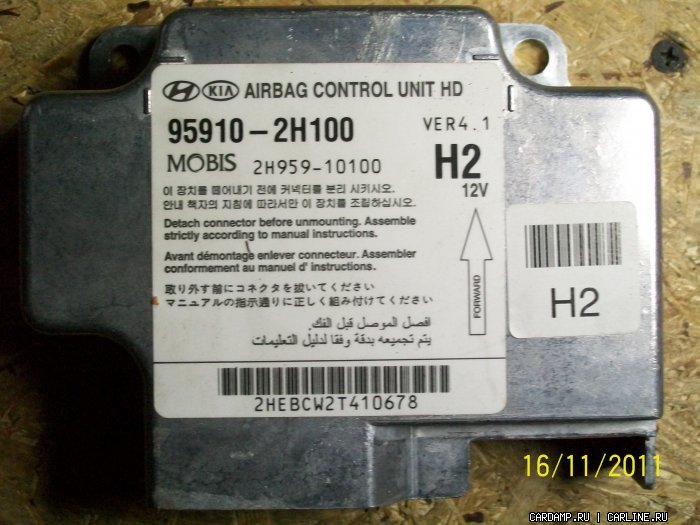 HYUNDAI KIA AIRBAG CONTROL UNIT HD
95910-2H100 VER4.1
MOBIS 2H959-10100 H2
12V
이 장치를 떼어내기 전에 커넥터를 분리 시키시오.
안내 책자의 지침에 따라서만 이 장치를 조립하십시오.
Detach connector before unmounting. Assemble
strictly according to manual instructions.
Avant démontage enlever connecteur. Assembler
conformement au manuel d' instructions.
取り外す前にコネクタを抜いてください
マニュアルの指示通りに正しく組み付けてください
افصل الموصل قبل الفك.
يتم تجميعه بدقة وفقا لدليل التعليمات
FORWARD
2HEBCW2T410678
H2
16/11/2011
CARDAMP.RU | CARLINE.RU